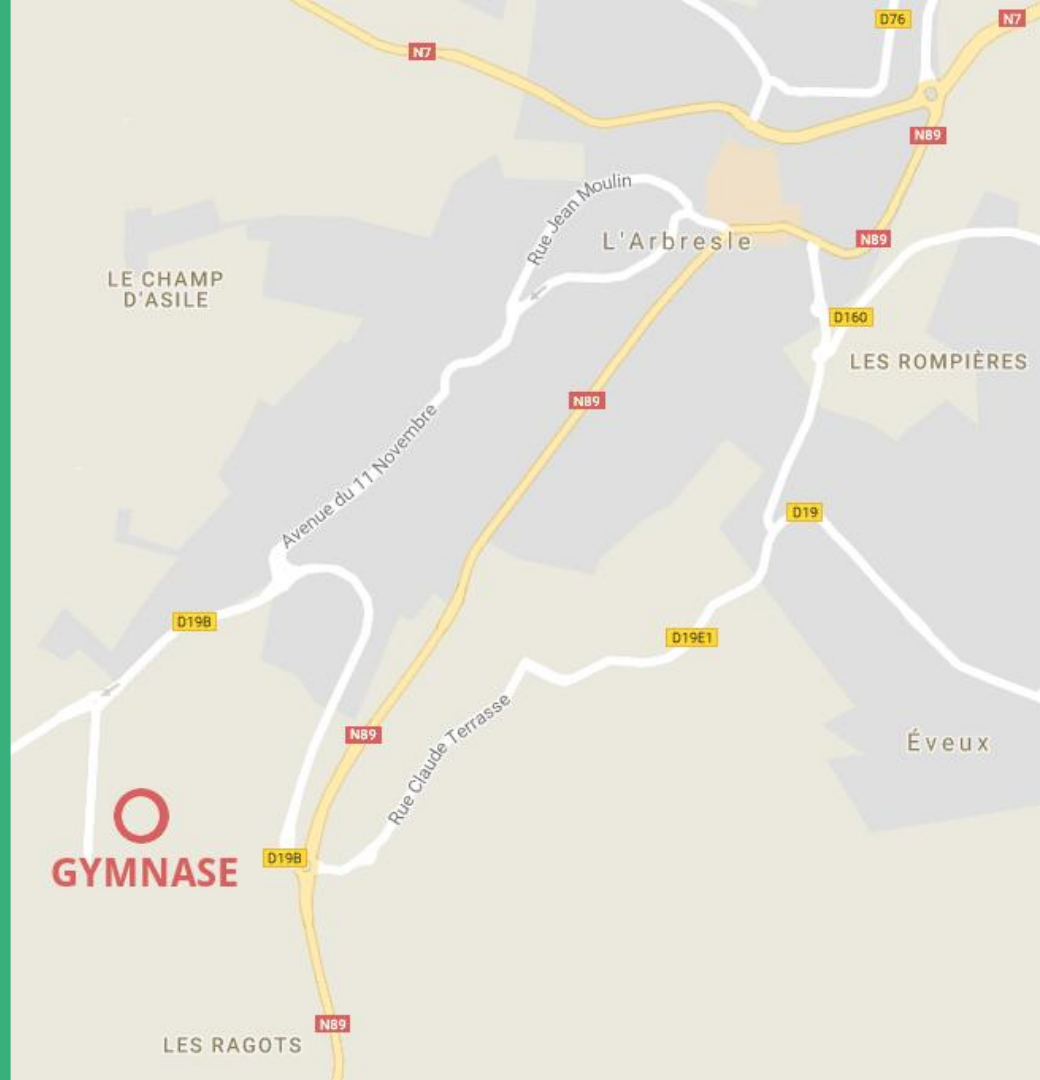 D76
N7
N7
N89
Rue Jean Moulin
L'Arbresle
N89
LE CHAMP
D'ASILE
D160
LES ROMPIÈRES
N89
Avenue du 11 Novembre
D19
D19B
D19E1
N89
Rue Claude Terrasse
Éveux
D19B
GYMNASE
N89
LES RAGOTS